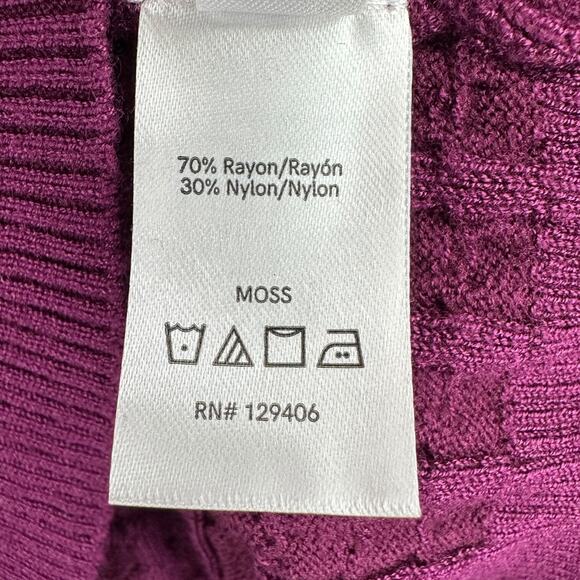 70% Rayon/Rayón
30% Nylon/Nylon
MOSS
RN# 129406